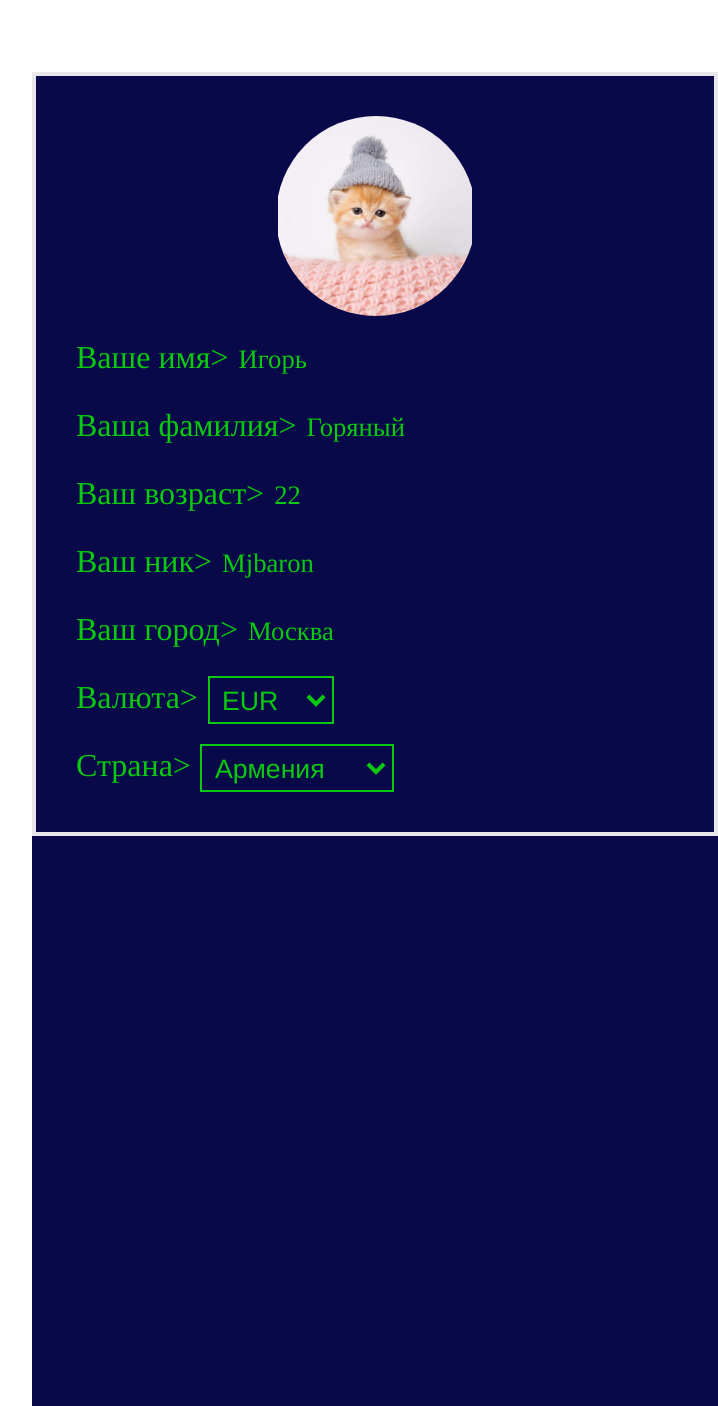 Ваше имя> Игорь
Ваша фамилия> Горяный
Ваш возраст> 22
Ваш ник> Mjbaron
Ваш город> Москва
Валюта> EUR
Страна> Армения